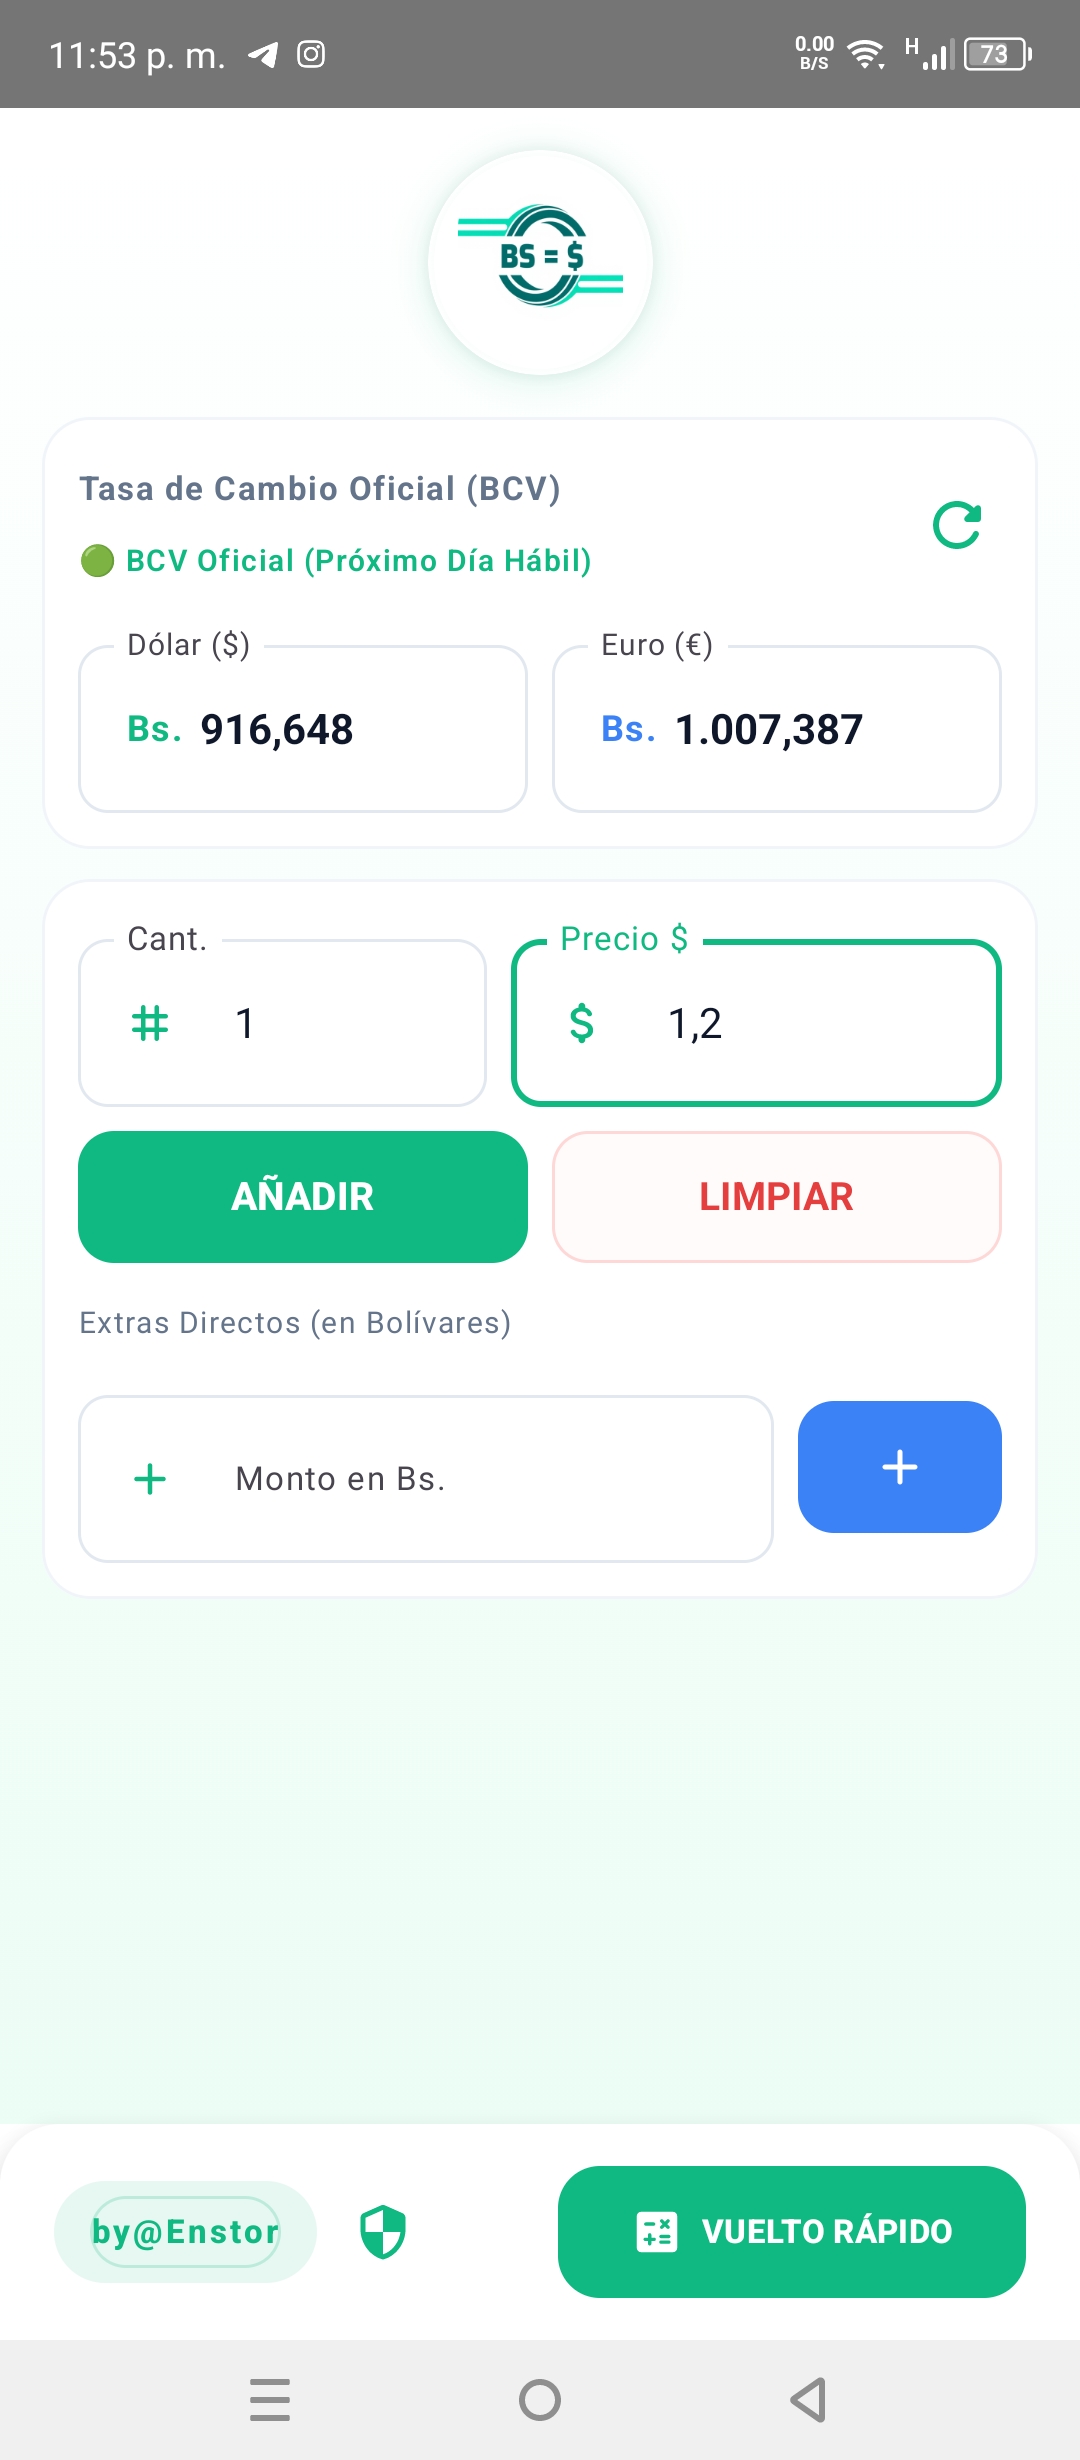 11:53 p. m.
0.00
B/S
H
73
BS = $
Tasa de Cambio Oficial (BCV)
BCV Oficial (Próximo Día Hábil)
Dólar ($)
Bs. 916,648
Euro (€)
Bs. 1.007,387
Cant.
# 1
Precio $
$ 1,2
AÑADIR
LIMPIAR
Extras Directos (en Bolívares)
+ Monto en Bs.
+
by@Enstor
VUELTO RÁPIDO